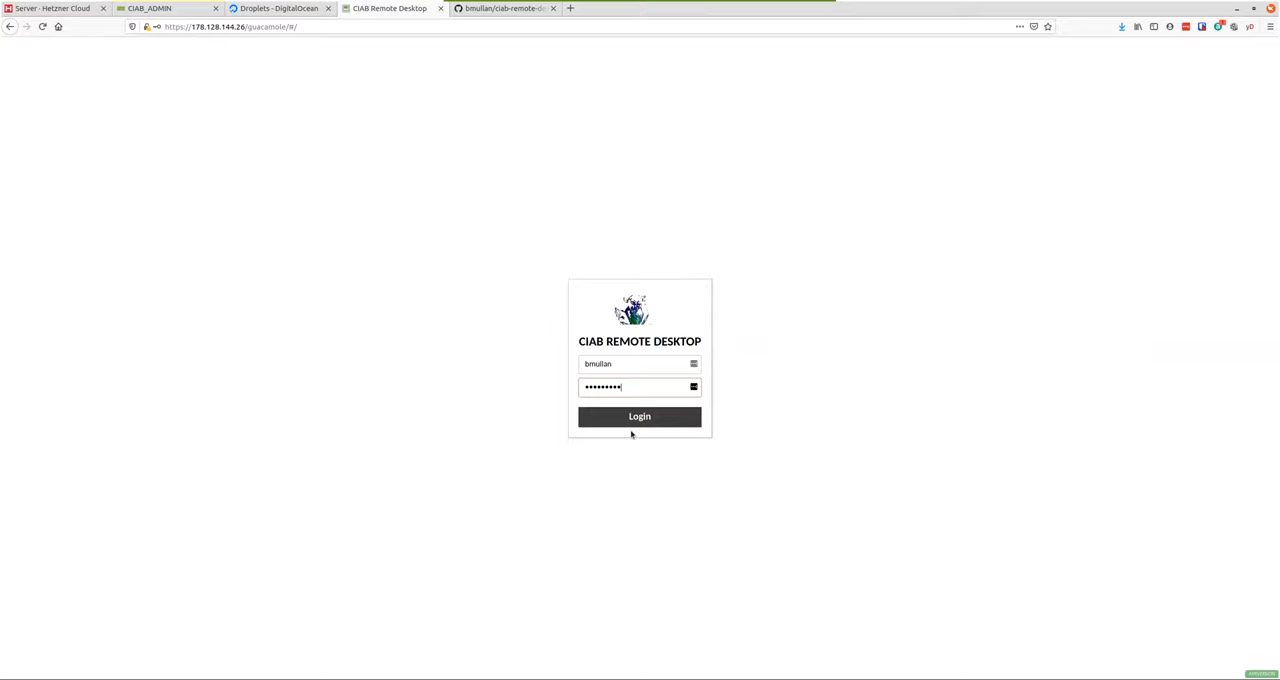 Server · Hetzner Cloud
CIAB_ADMIN
Droplets - DigitalOcean
CIAB Remote Desktop
bmullan/ciab-remote-de
https://178.128.144.26/guacamole/#/
CIAB REMOTE DESKTOP
bmullan
•••••••••
Login